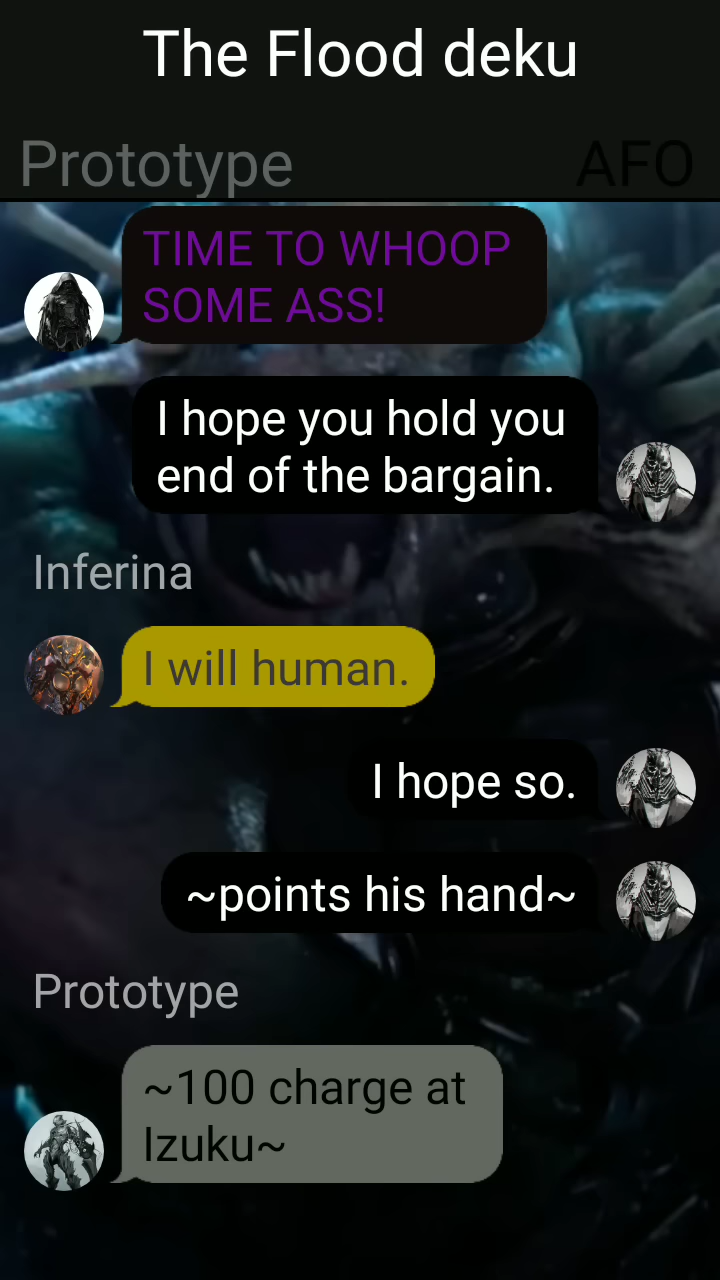 The Flood deku
Prototype
AFO
TIME TO WHOOP
SOME ASS!
I hope you hold you
end of the bargain.
Inferina
I will human.
I hope so.
~points his hand~
Prototype
~100 charge at
Izuku~